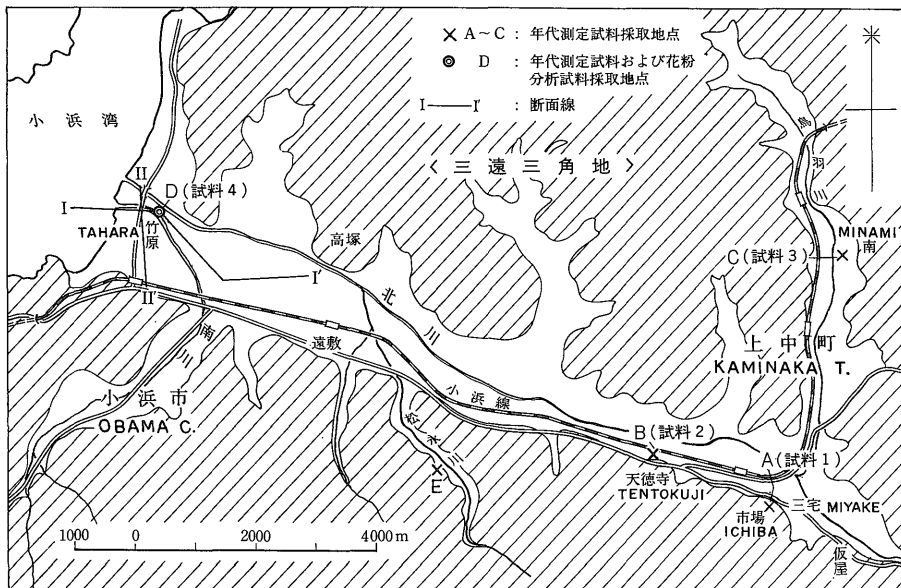 × A～C : 年代測定試料採取地点
◎ D : 年代測定試料および花粉
分析試料採取地点
I—I′ : 断面線
小浜湾
〈三遠三角地〉
鳥羽川
II
D(試料4)
I
TAHARA
竹原
高塚
MINAMI
南
C(試料3)
I′
II′
北川
南川
遠敷
上中町
KAMINAKA T.
小浜市
OBAMA C.
小浜線
松永川
E
B(試料2)
A(試料1)
天徳寺
TENTOKUJI
三宅 MIYAKE
市場
ICHIBA
仮屋
1000 0 2000 4000m